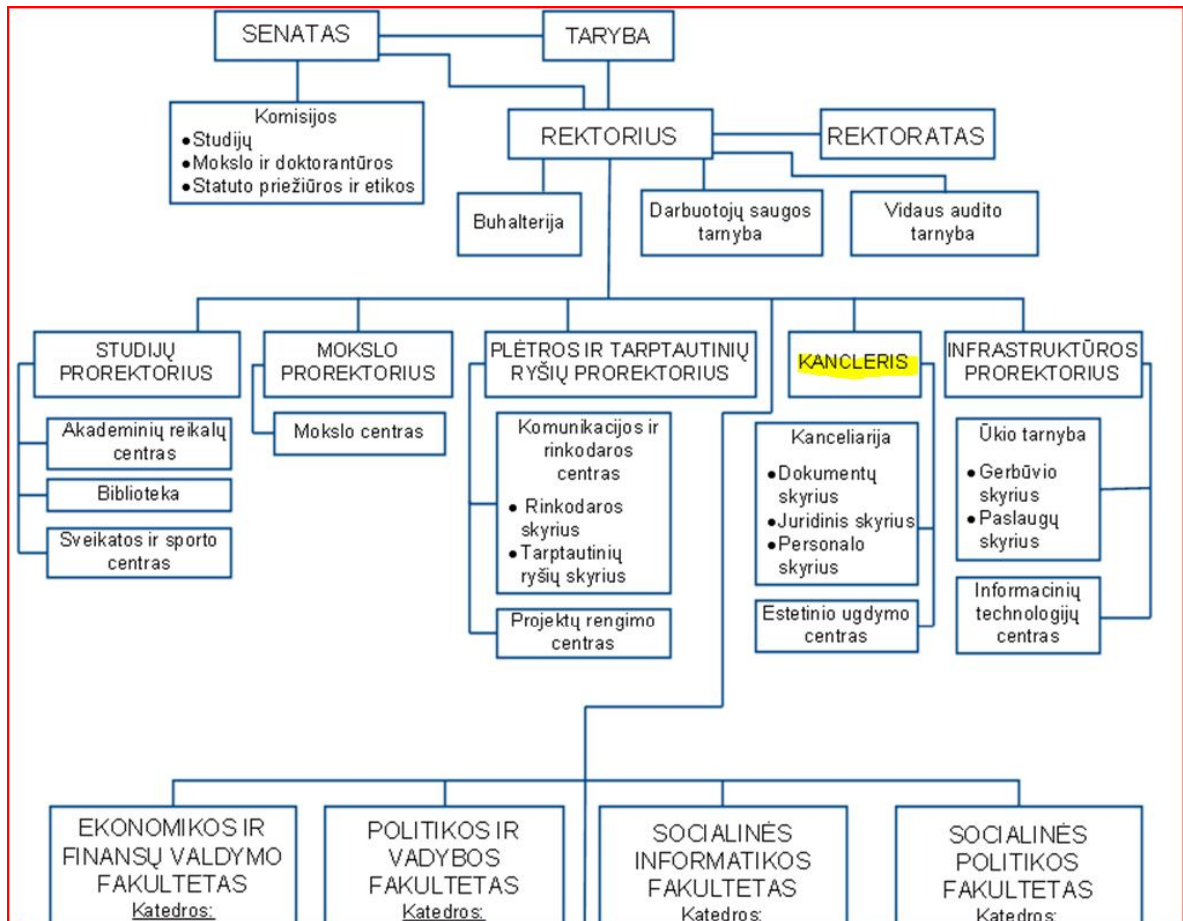 SENATAS
TARYBA
Komisijos
●Studijų
●Mokslo ir doktorantūros
●Statuto priežiūros ir etikos
REKTORIUS
REKTORATAS
Buhalterija
Darbuotojų saugos
tarnyba
Vidaus audito
tarnyba
STUDIJŲ
PROREKTORIUS
Akademinių reikalų
centras
Biblioteka
Sveikatos ir sporto
centras
MOKSLO
PROREKTORIUS
Mokslo centras
PLĖTROS IR TARPTAUTINIŲ
RYŠIŲ PROREKTORIUS
Komunikacijos ir
rinkodaros
centras
● Rinkodaros
skyrius
●Tarptautinių
ryšių skyrius
Projektų rengimo
centras
KANCLERIS
Kanceliarija
●Dokumentų
skyrius
●Juridinis skyrius
●Personalo
skyrius
Estetinio ugdymo
centras
INFRASTRUKTŪROS
PROREKTORIUS
Ūkio tarnyba
●Gerbūvio
skyrius
●Paslaugų
skyrius
Informacinių
technologijų
centras
EKONOMIKOS IR
FINANSŲ VALDYMO
FAKULTETAS
Katedros:
POLITIKOS IR
VADYBOS
FAKULTETAS
Katedros:
SOCIALINĖS
INFORMATIKOS
FAKULTETAS
Katedros:
SOCIALINĖS
POLITIKOS
FAKULTETAS
Katedros: